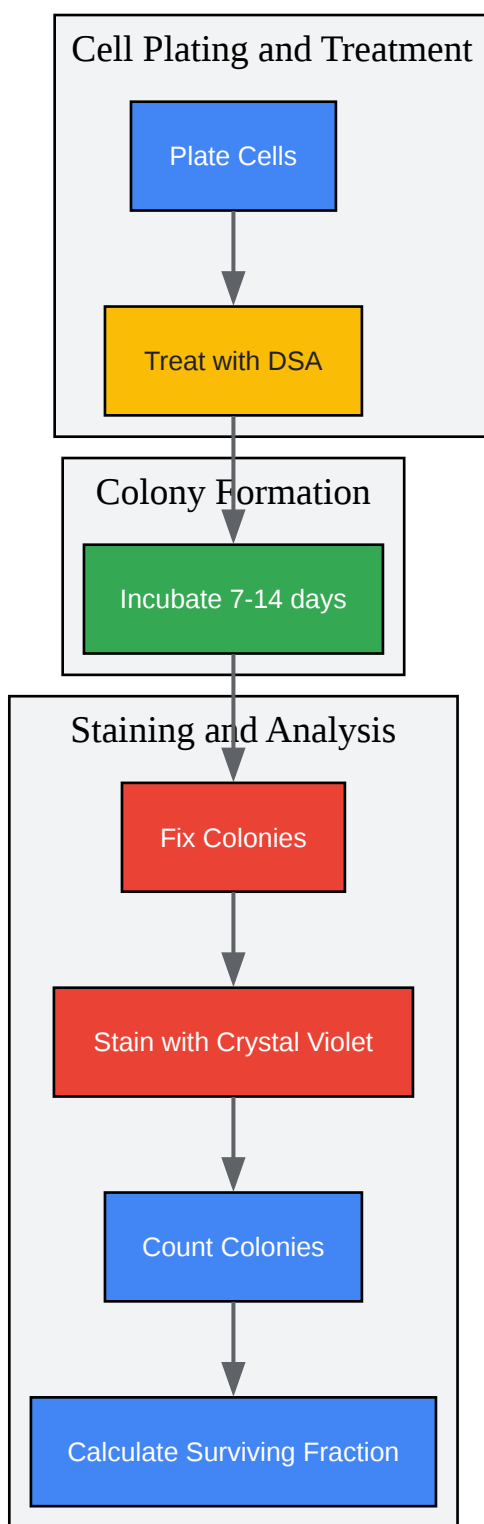 Cell Plating and Treatment
Plate Cells
Treat with DSA
Colony Formation
Incubate 7-14 days
Staining and Analysis
Fix Colonies
Stain with Crystal Violet
Count Colonies
Calculate Surviving Fraction